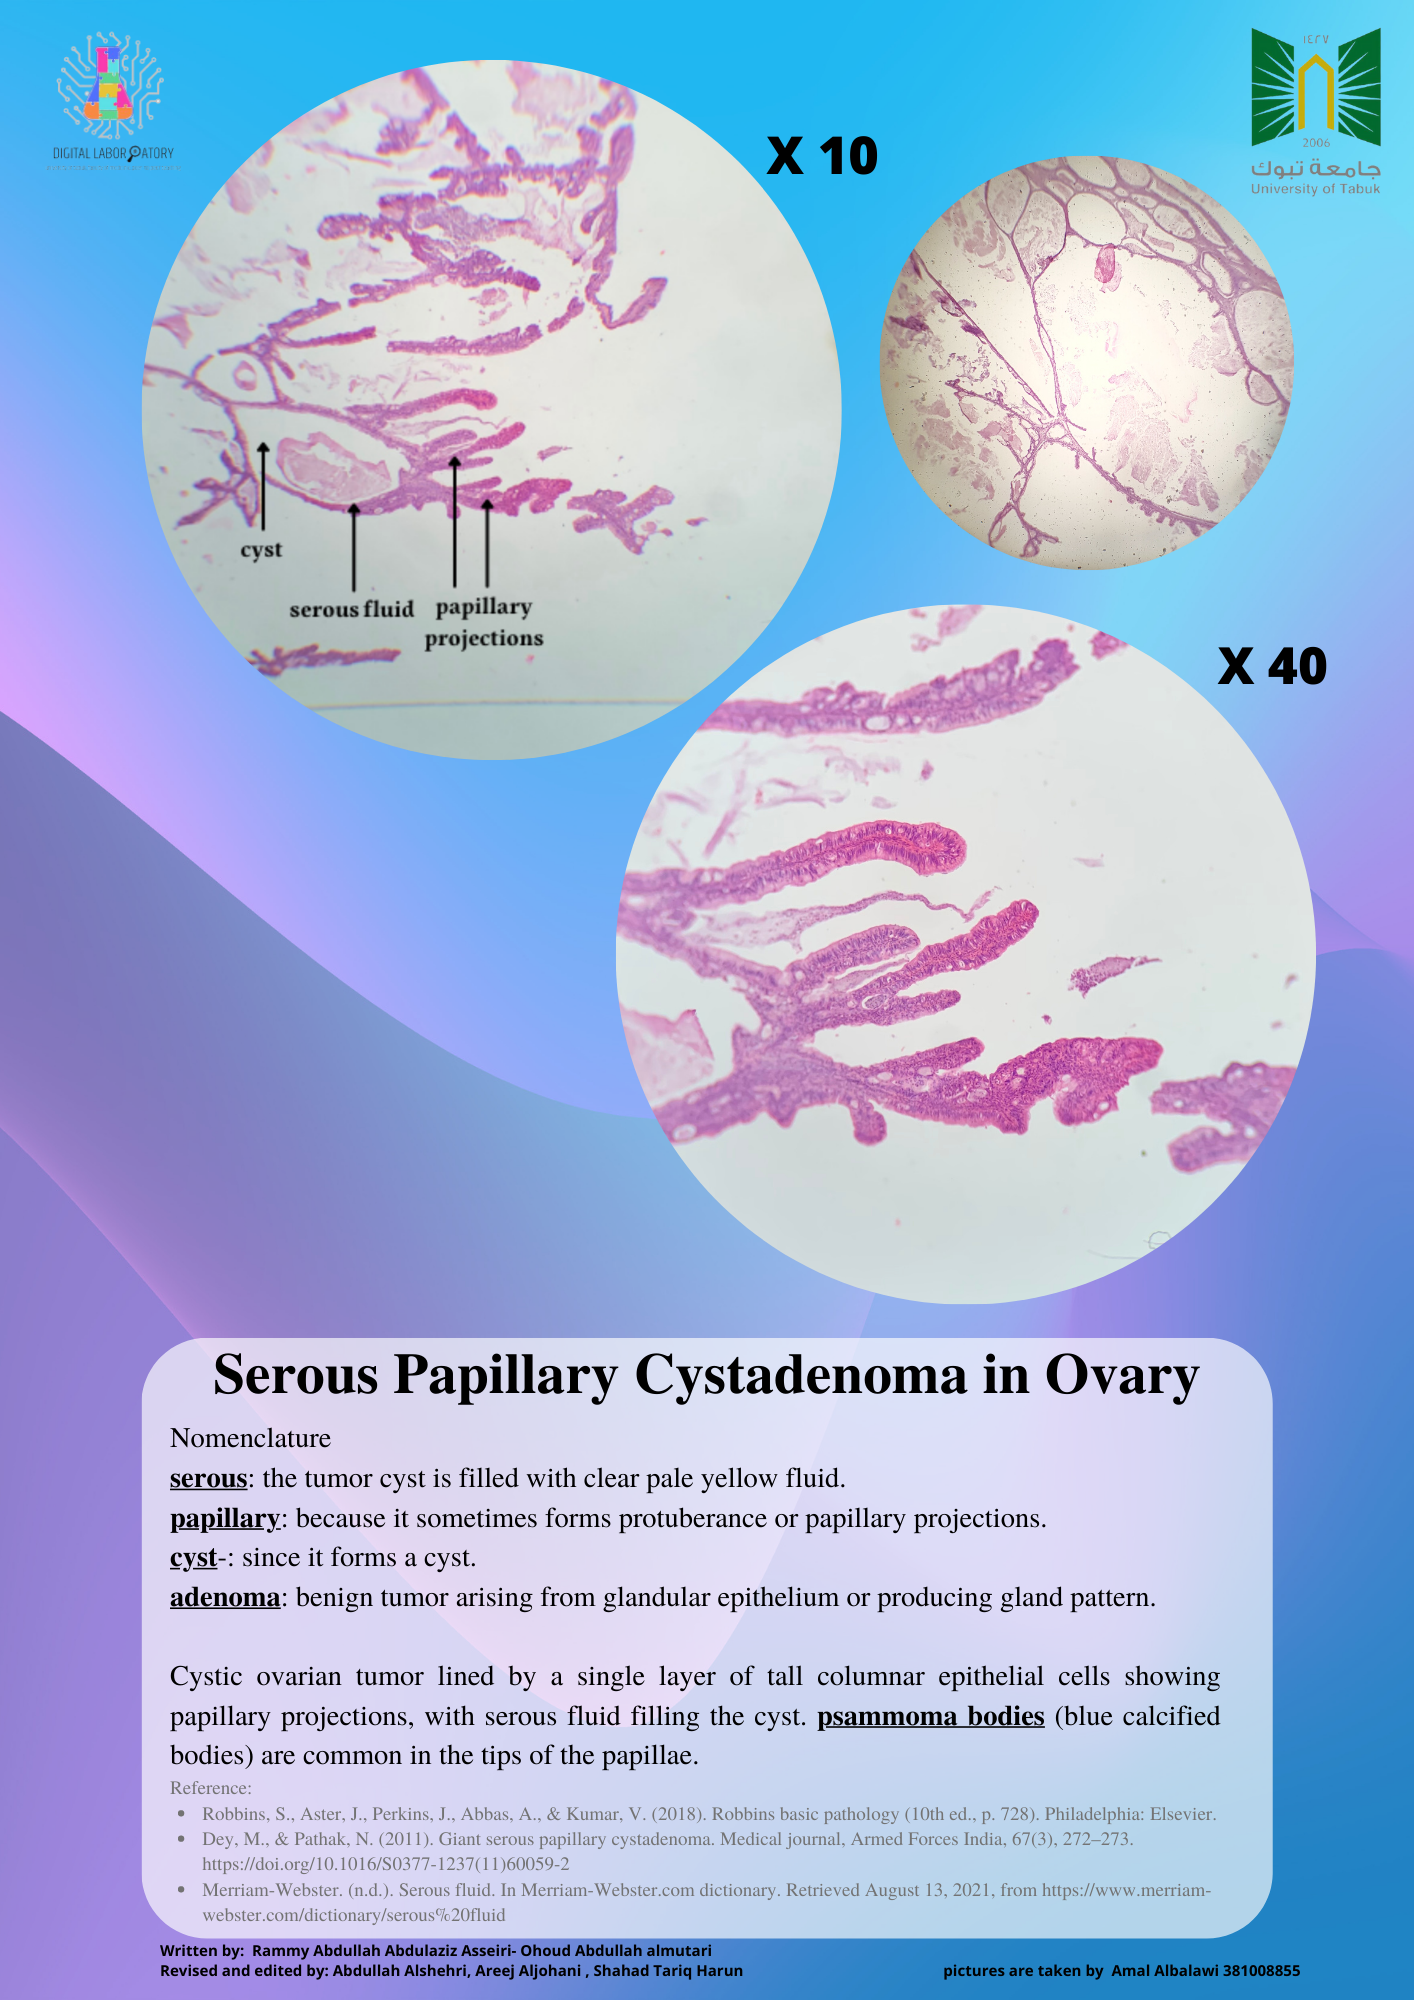 DIGITAL LABORATORY
١٤٢٧
2006
جامعة تبوك
University of Tabuk
X 10
cyst
serous fluid
papillary
projections
X 40
Serous Papillary Cystadenoma in Ovary
Nomenclature
serous: the tumor cyst is filled with clear pale yellow fluid.
papillary: because it sometimes forms protuberance or papillary projections.
cyst-: since it forms a cyst.
adenoma: benign tumor arising from glandular epithelium or producing gland pattern.
Cystic ovarian tumor lined by a single layer of tall columnar epithelial cells showing
papillary projections, with serous fluid filling the cyst. psammoma bodies (blue calcified
bodies) are common in the tips of the papillae.
Reference:
• Robbins, S., Aster, J., Perkins, J., Abbas, A., & Kumar, V. (2018). Robbins basic pathology (10th ed., p. 728). Philadelphia: Elsevier.
• Dey, M., & Pathak, N. (2011). Giant serous papillary cystadenoma. Medical journal, Armed Forces India, 67(3), 272–273.
https://doi.org/10.1016/S0377-1237(11)60059-2
• Merriam-Webster. (n.d.). Serous fluid. In Merriam-Webster.com dictionary. Retrieved August 13, 2021, from https://www.merriam-
webster.com/dictionary/serous%20fluid
Written by: Rammy Abdullah Abdulaziz Asseiri- Ohoud Abdullah almutari
Revised and edited by: Abdullah Alshehri, Areej Aljohani , Shahad Tariq Harun
pictures are taken by Amal Albalawi 381008855